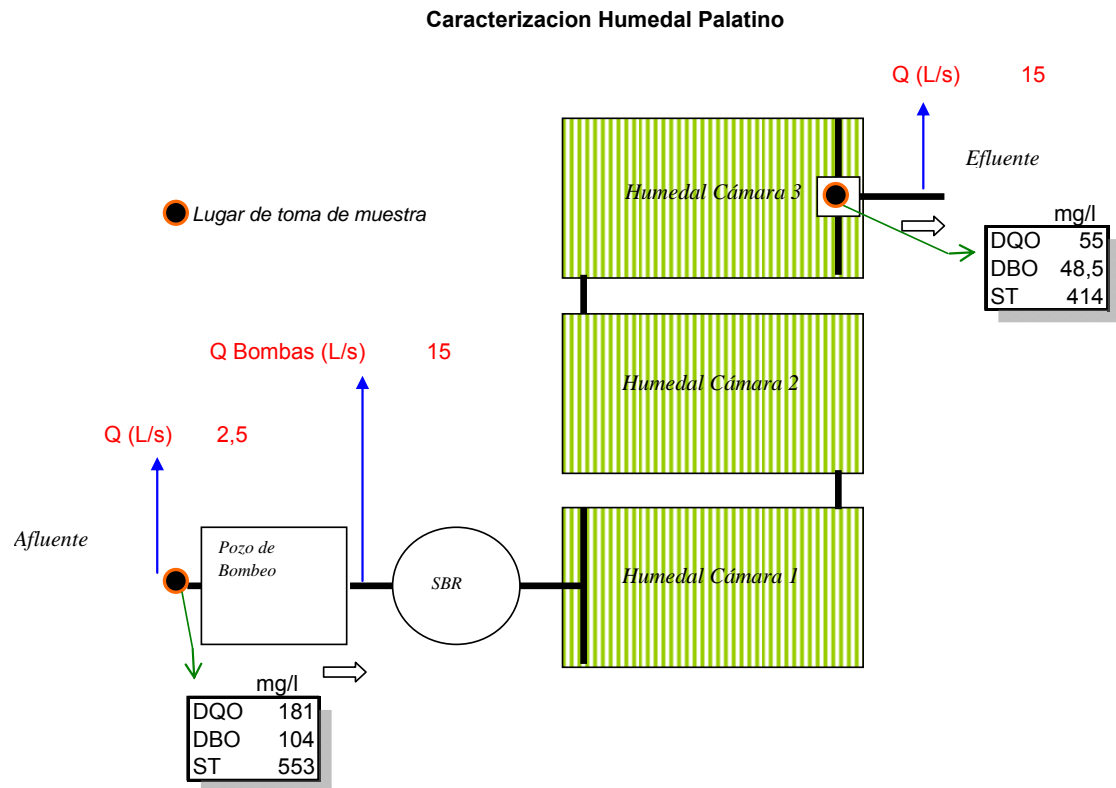 Caracterizacion Humedal Palatino
Q (L/s) 15
Efluente
Humedal Cámara 3
Lugar de toma de muestra
mg/l
DQO 55
DBO 48,5
ST 414
Q Bombas (L/s) 15
Humedal Cámara 2
Q (L/s) 2,5
Afluente
Pozo de
Bombeo
SBR
Humedal Cámara 1
mg/l
DQO 181
DBO 104
ST 553